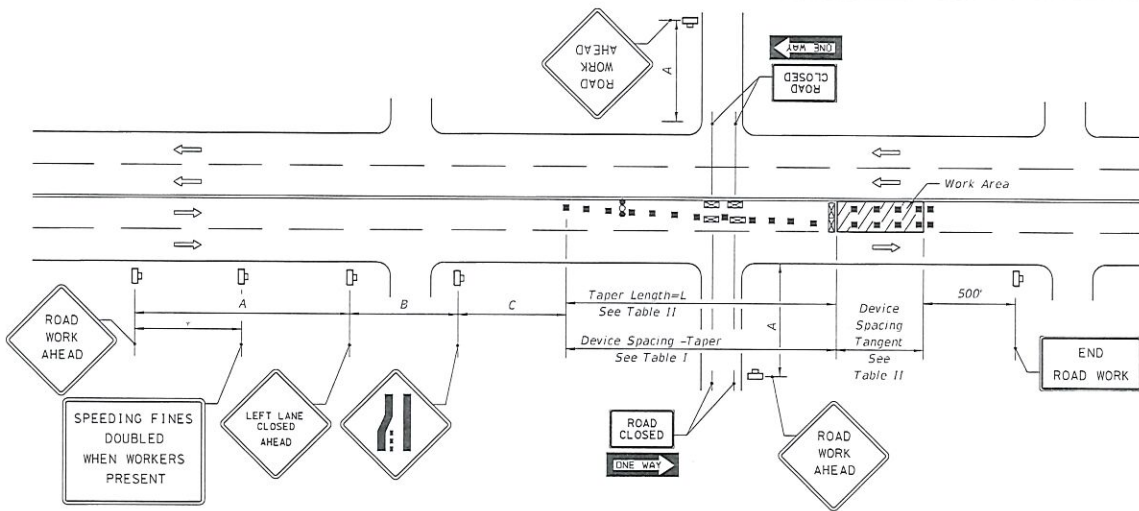 ROAD
WORK
AHEAD
A
ONE WAY
ROAD
CLOSED
Work Area
A
B
C
Taper Length=L
See Table II
Device Spacing -Taper
See Table I
A
Device
Spacing
Tangent
See
Table II
500'
ROAD
WORK
AHEAD
SPEEDING FINES
DOUBLED
WHEN WORKERS
PRESENT
LEFT LANE
CLOSED
AHEAD
ROAD
CLOSED
ONE WAY
ROAD
WORK
AHEAD
END
ROAD WORK